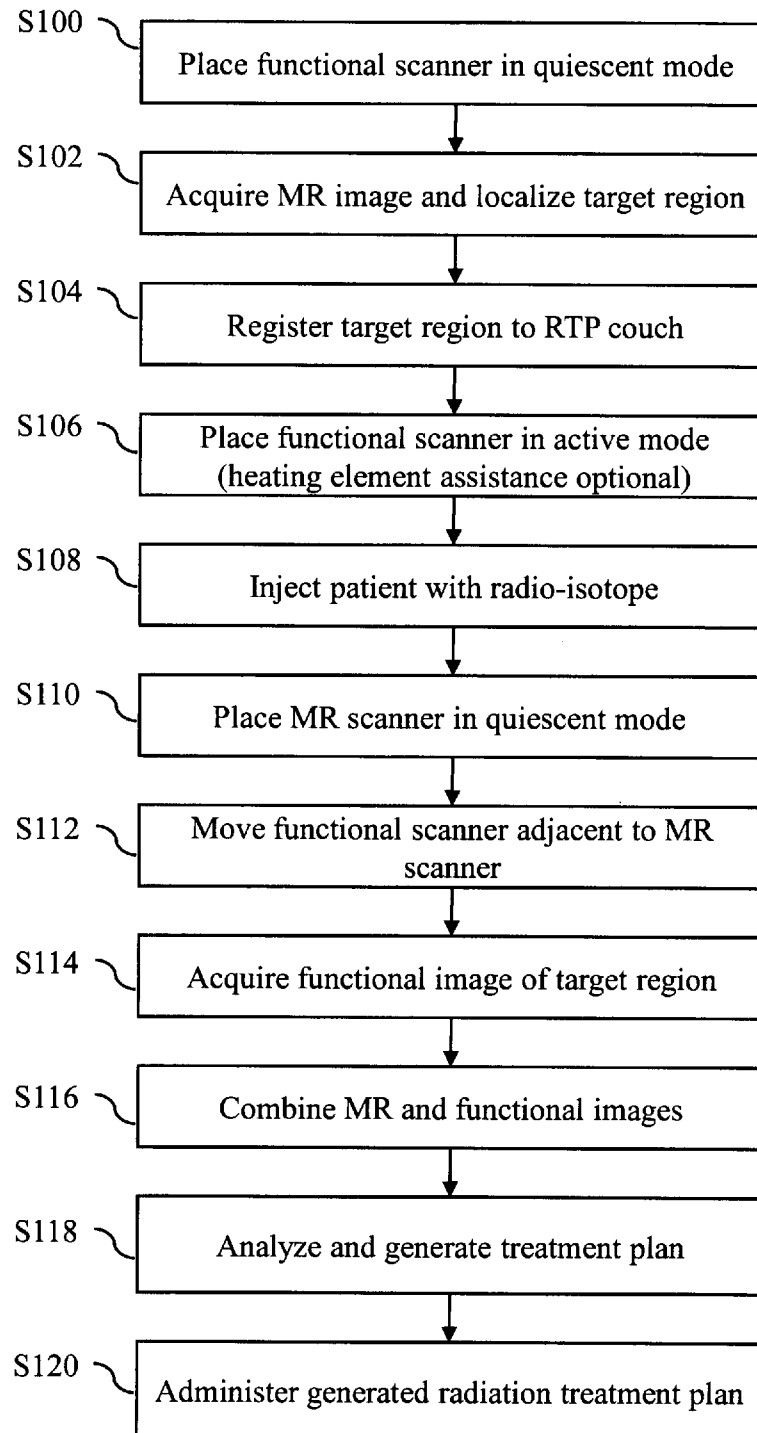 S100
Place functional scanner in quiescent mode
S102
Acquire MR image and localize target region
S104
Register target region to RTP couch
S106
Place functional scanner in active mode
(heating element assistance optional)
S108
Inject patient with radio-isotope
S110
Place MR scanner in quiescent mode
S112
Move functional scanner adjacent to MR
scanner
S114
Acquire functional image of target region
S116
Combine MR and functional images
S118
Analyze and generate treatment plan
S120
Administer generated radiation treatment plan